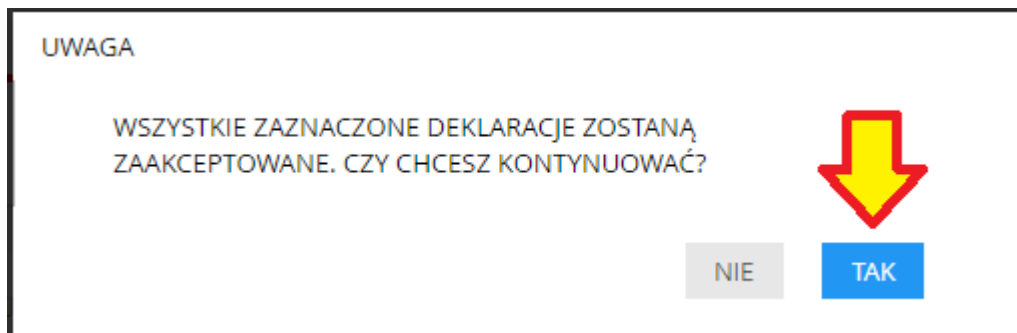 UWAGA
WSZYSTKIE ZAZNACZONE DEKLARACJE ZOSTANĄ
ZAAKCEPTOWANE. CZY CHCESZ KONTYNUOWAĆ?
NIE TAK